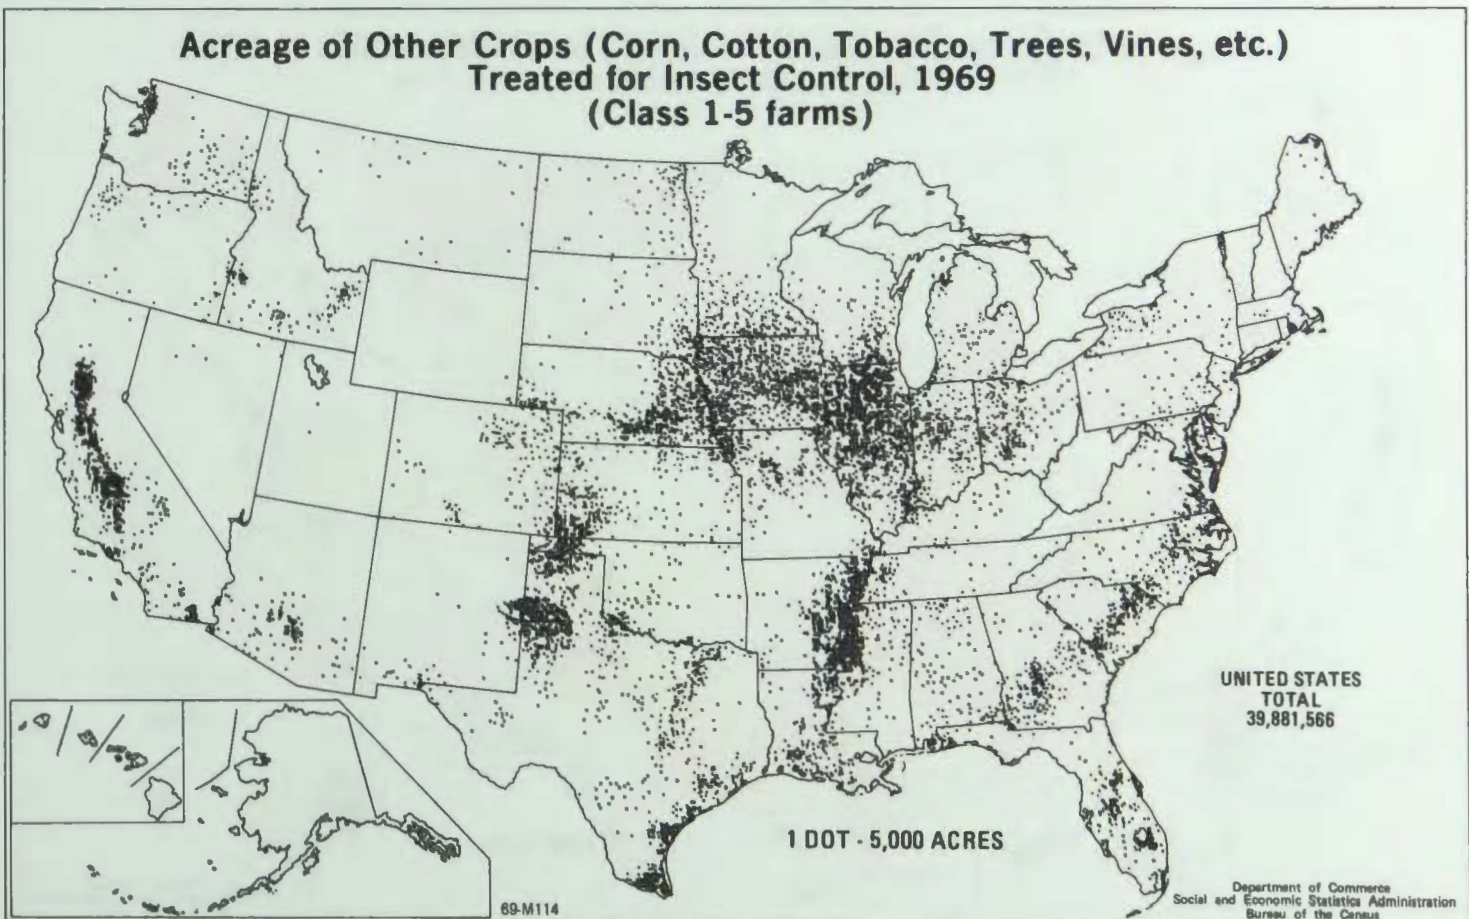 Acreage of Other Crops (Corn, Cotton, Tobacco, Trees, Vines, etc.)
Treated for Insect Control, 1969
(Class 1-5 farms)
UNITED STATES
TOTAL
39,881,566
1 DOT - 5,000 ACRES
69-M114
Department of Commerce
Social and Economic Statistics Administration
Bureau of the Census